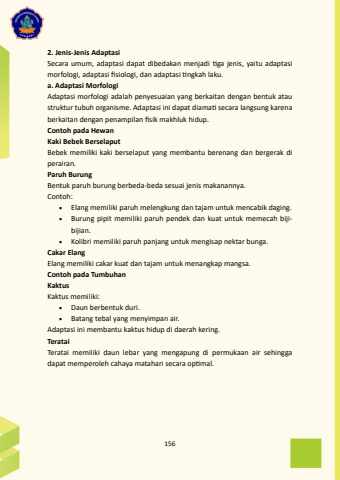 2. Jenis-Jenis Adaptasi
Secara umum, adaptasi dapat dibedakan menjadi tiga jenis, yaitu adaptasi
morfologi, adaptasi fisiologi, dan adaptasi tingkah laku.
a. Adaptasi Morfologi
Adaptasi morfologi adalah penyesuaian yang berkaitan dengan bentuk atau
struktur tubuh organisme. Adaptasi ini dapat diamati secara langsung karena
berkaitan dengan penampilan fisik makhluk hidup.
Contoh pada Hewan
Kaki Bebek Berselaput
Bebek memiliki kaki berselaput yang membantu berenang dan bergerak di
perairan.
Paruh Burung
Bentuk paruh burung berbeda-beda sesuai jenis makanannya.
Contoh:
• Elang memiliki paruh melengkung dan tajam untuk mencabik daging.
• Burung pipit memiliki paruh pendek dan kuat untuk memecah biji-
bijian.
• Kolibri memiliki paruh panjang untuk mengisap nektar bunga.
Cakar Elang
Elang memiliki cakar kuat dan tajam untuk menangkap mangsa.
Contoh pada Tumbuhan
Kaktus
Kaktus memiliki:
• Daun berbentuk duri.
• Batang tebal yang menyimpan air.
Adaptasi ini membantu kaktus hidup di daerah kering.
Teratai
Teratai memiliki daun lebar yang mengapung di permukaan air sehingga
dapat memperoleh cahaya matahari secara optimal.
156